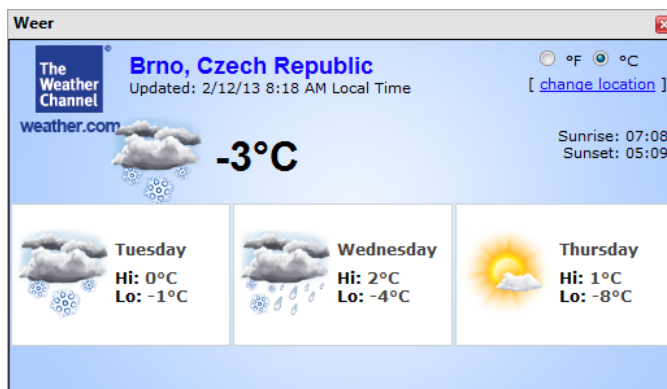 Weer
The
Weather
Channel
weather.com
Brno, Czech Republic
Updated: 2/12/13 8:18 AM Local Time
°F °C
[ change location ]
-3°C
Sunrise: 07:08
Sunset: 05:09
Tuesday
Hi: 0°C
Lo: -1°C
Wednesday
Hi: 2°C
Lo: -4°C
Thursday
Hi: 1°C
Lo: -8°C